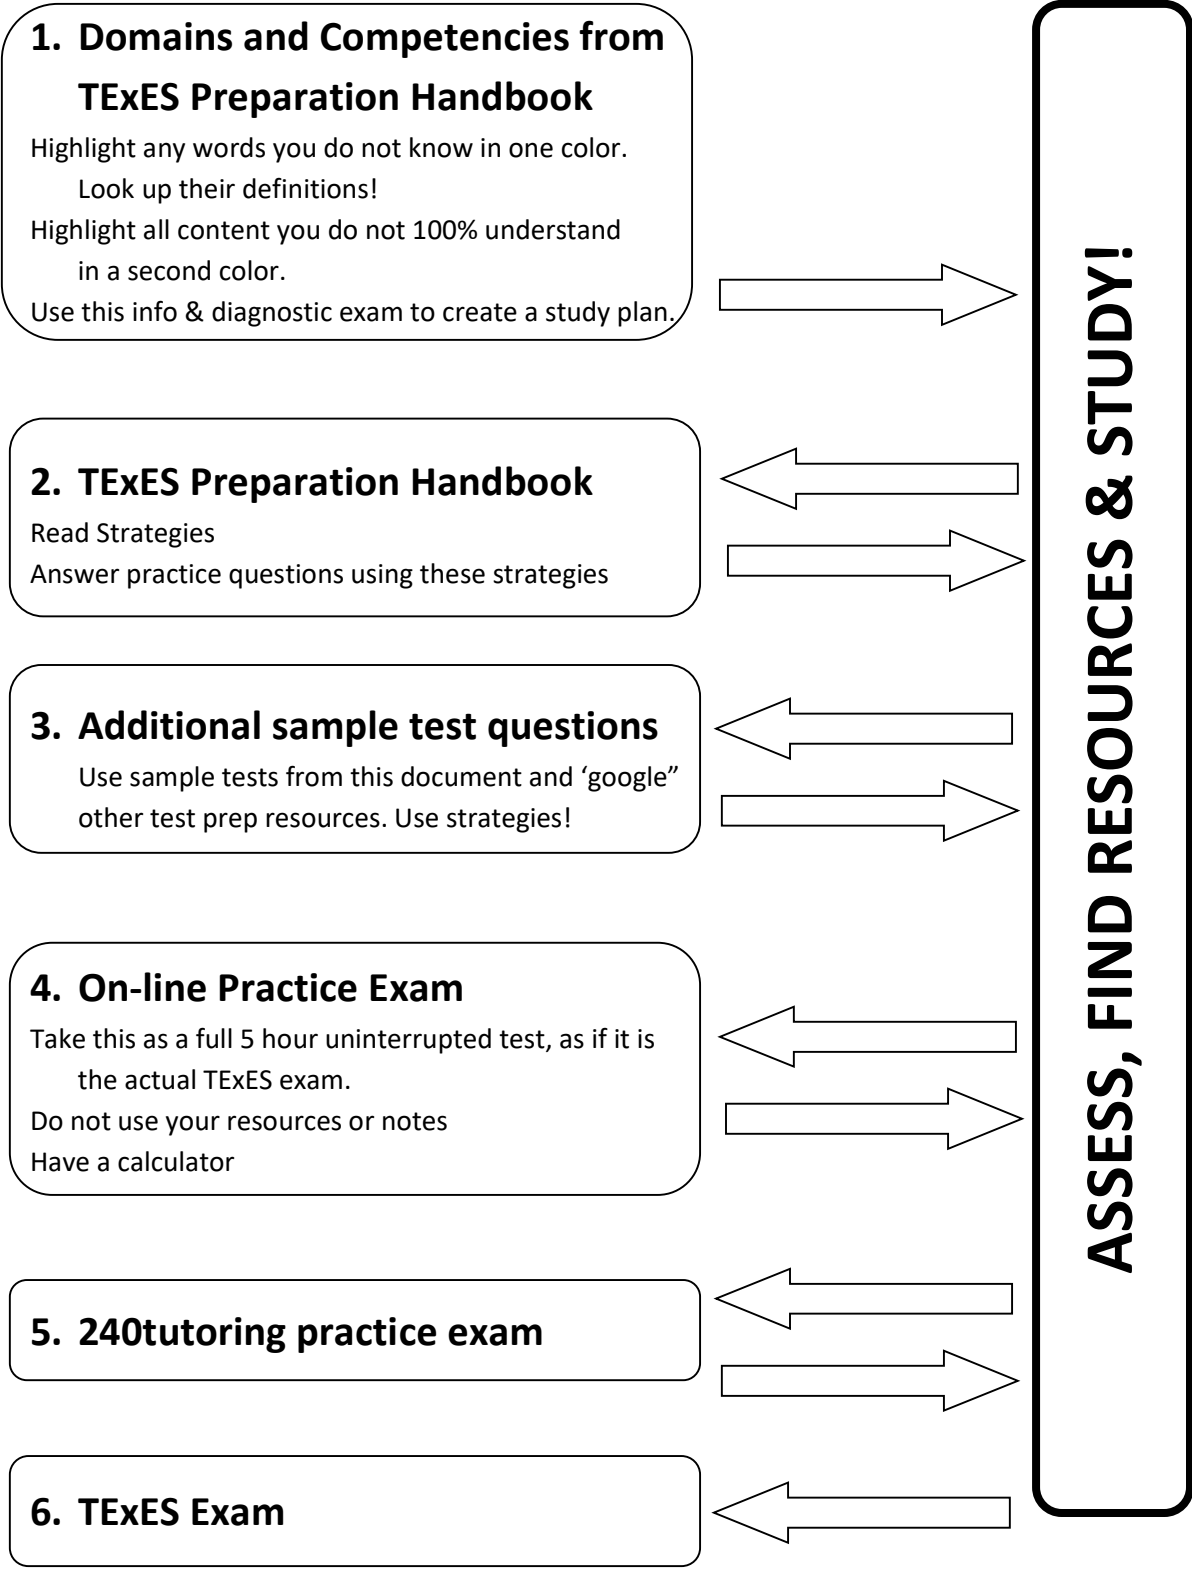 1. Domains and Competencies from
TExES Preparation Handbook
Highlight any words you do not know in one color.
Look up their definitions!
Highlight all content you do not 100% understand
in a second color.
Use this info & diagnostic exam to create a study plan.
2. TExES Preparation Handbook
Read Strategies
Answer practice questions using these strategies
3. Additional sample test questions
Use sample tests from this document and ‘google”
other test prep resources. Use strategies!
4. On-line Practice Exam
Take this as a full 5 hour uninterrupted test, as if it is
the actual TExES exam.
Do not use your resources or notes
Have a calculator
5. 240tutoring practice exam
6. TExES Exam
ASSESS, FIND RESOURCES & STUDY!